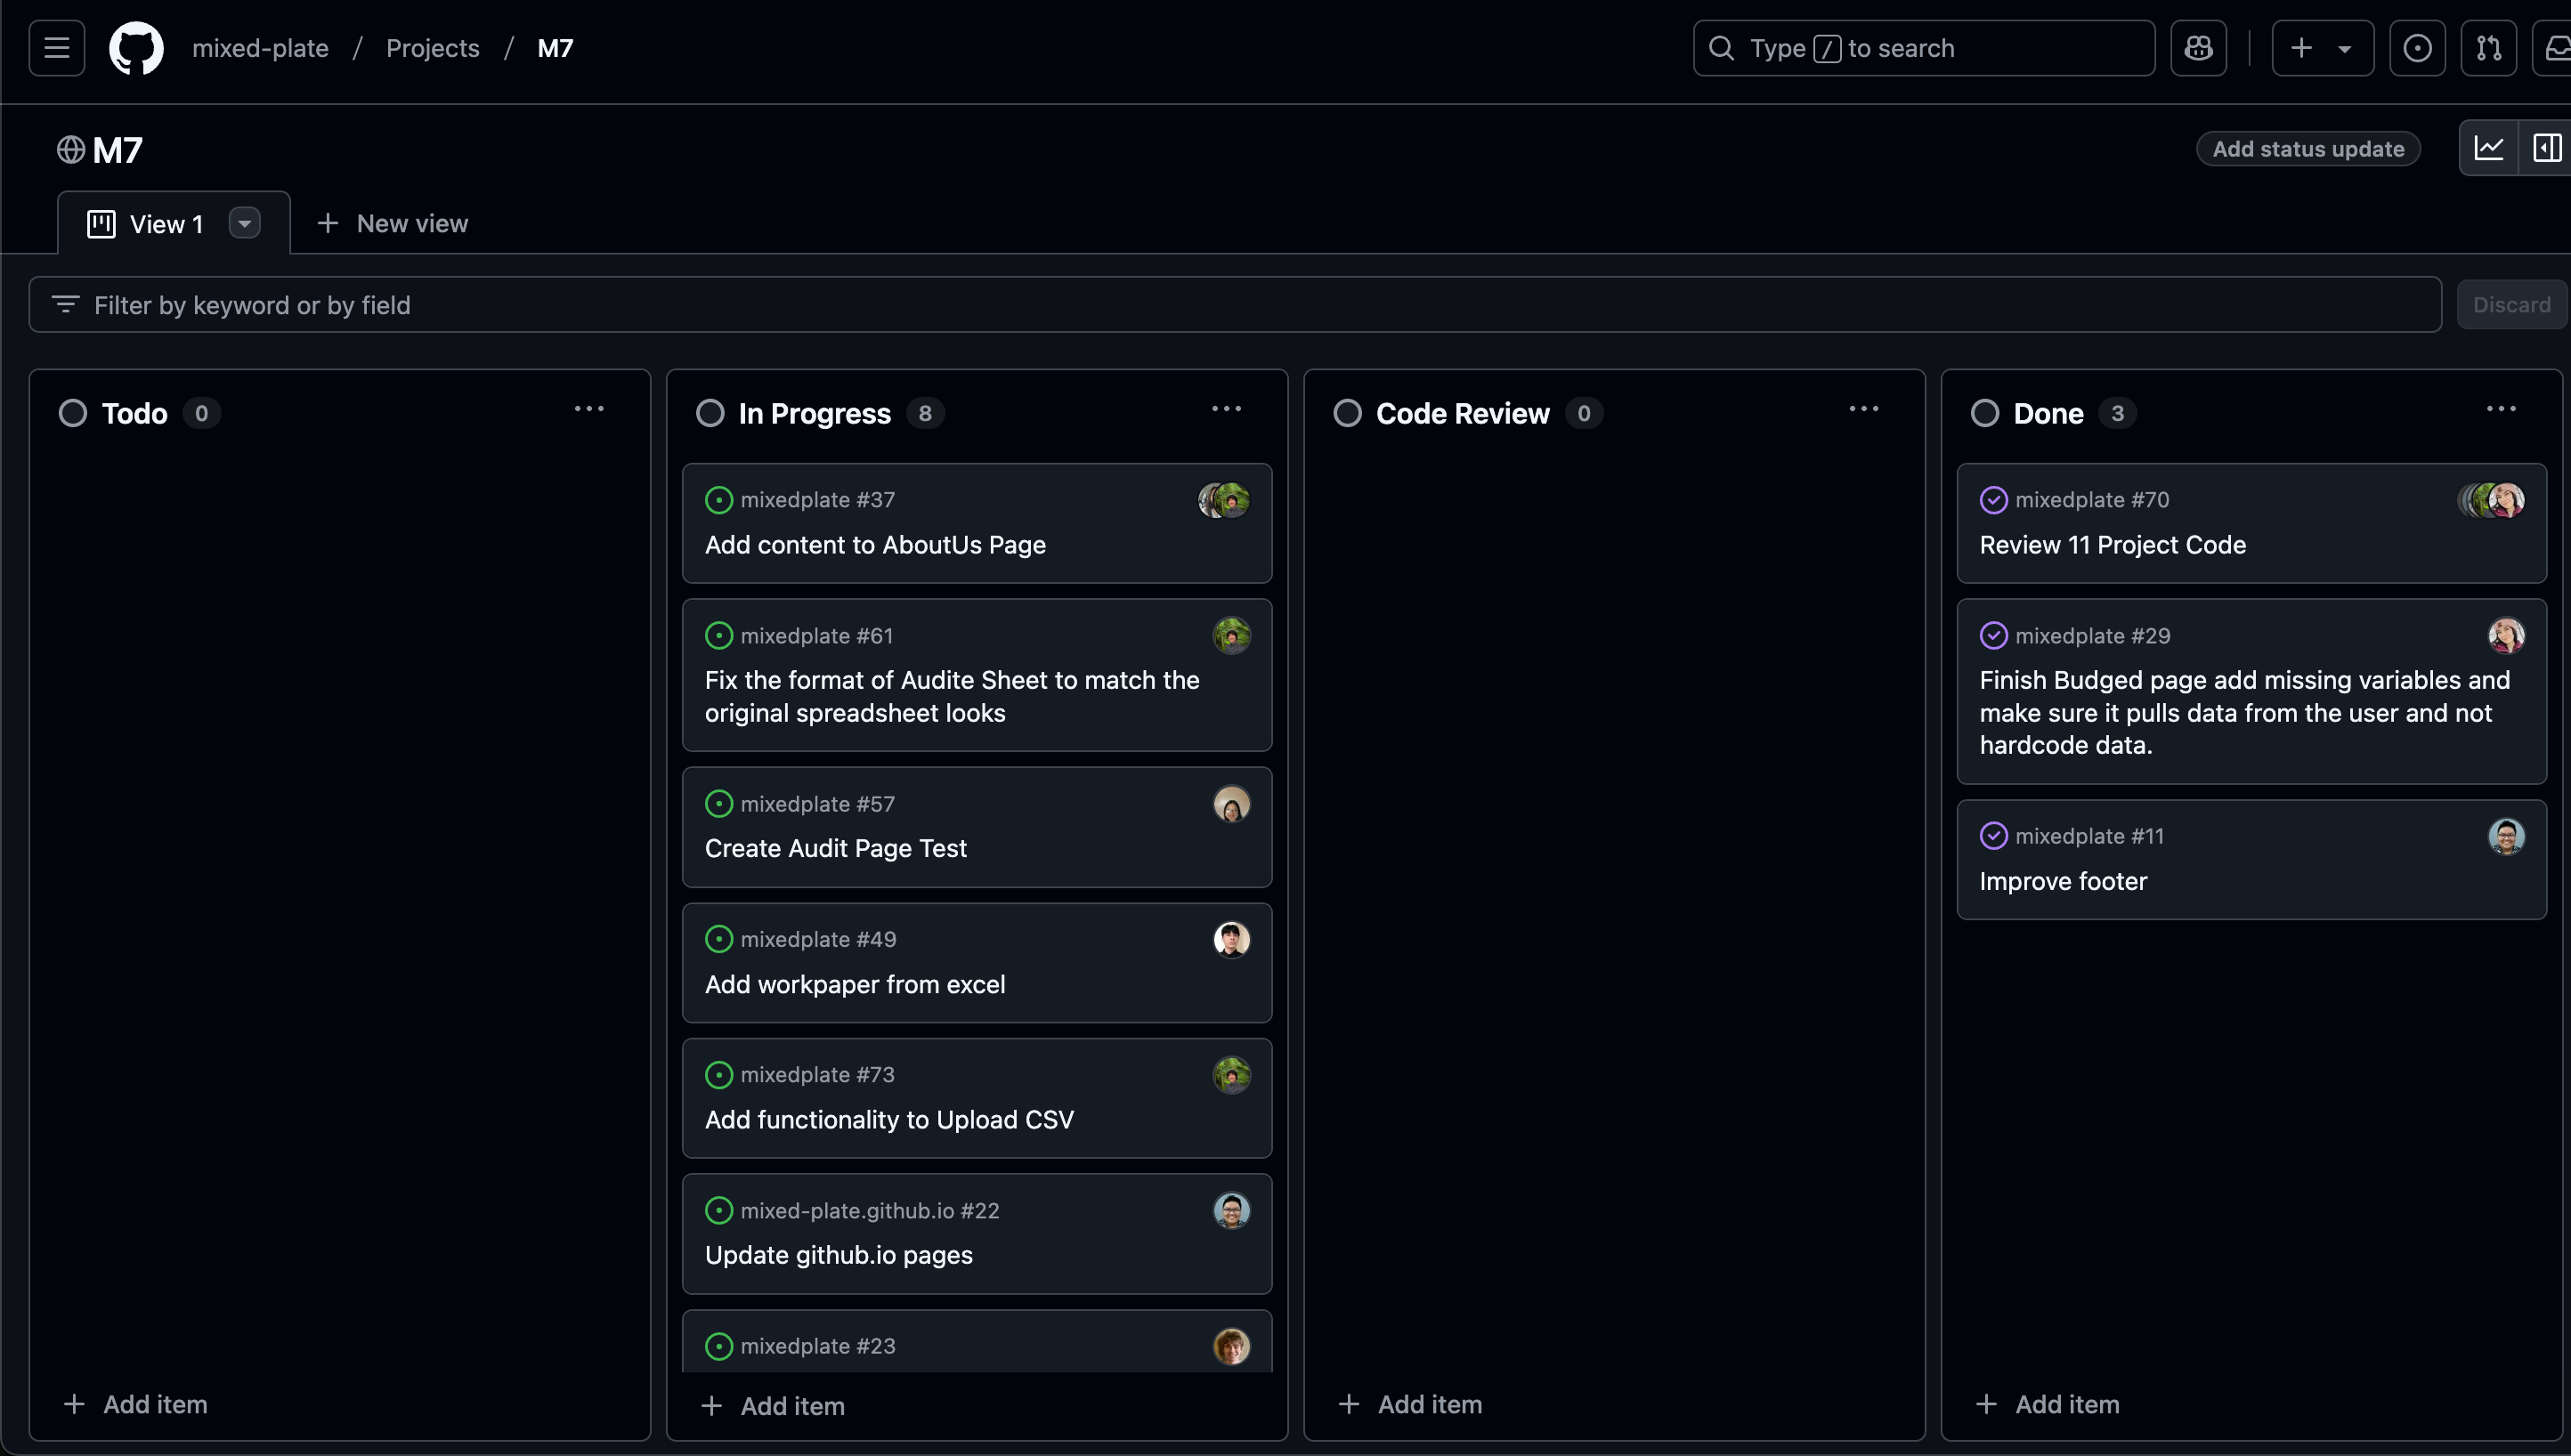 mixed-plate / Projects / M7
Type / to search
M7
Add status update
View 1
New view
Filter by keyword or by field
Discard
Todo 0
Add item
In Progress 8
mixedplate #37
Add content to AboutUs Page
mixedplate #61
Fix the format of Audite Sheet to match the
original spreadsheet looks
mixedplate #57
Create Audit Page Test
mixedplate #49
Add workpaper from excel
mixedplate #73
Add functionality to Upload CSV
mixed-plate.github.io #22
Update github.io pages
mixedplate #23
Add item
Code Review 0
Add item
Done 3
mixedplate #70
Review 11 Project Code
mixedplate #29
Finish Budged page add missing variables and
make sure it pulls data from the user and not
hardcode data.
mixedplate #11
Improve footer
Add item